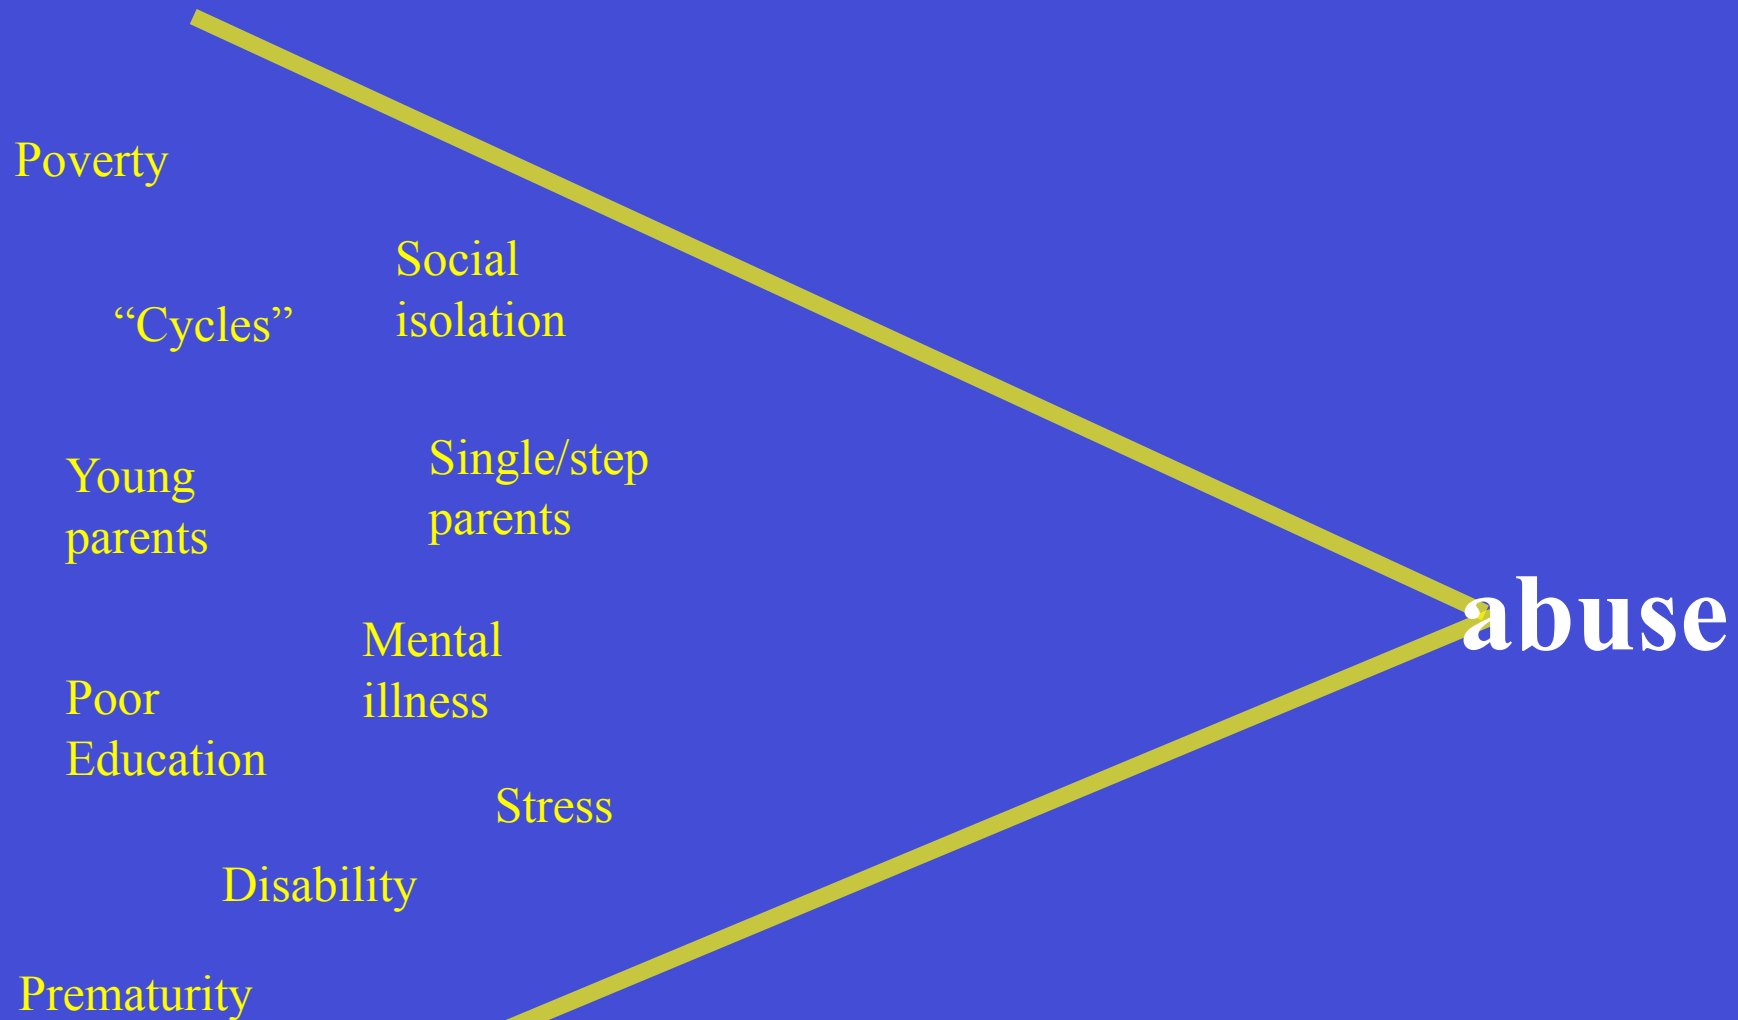 Poverty
Social
isolation
“Cycles”
Young
parents
Single/step
parents
abuse
Mental
illness
Poor
Education
Stress
Disability
Prematurity